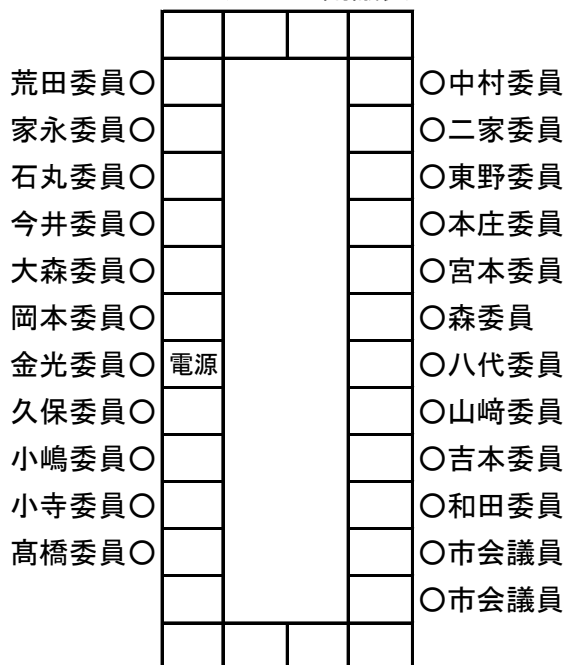 荒田委員○ ○中村委員
家永委員○ ○二家委員
石丸委員○ ○東野委員
今井委員○ ○本庄委員
大森委員○ ○宮本委員
岡本委員○ ○森委員
金光委員○ 電源 ○八代委員
久保委員○ ○山﨑委員
小嶋委員○ ○吉本委員
小寺委員○ ○和田委員
髙橋委員○ ○市会議員
○市会議員